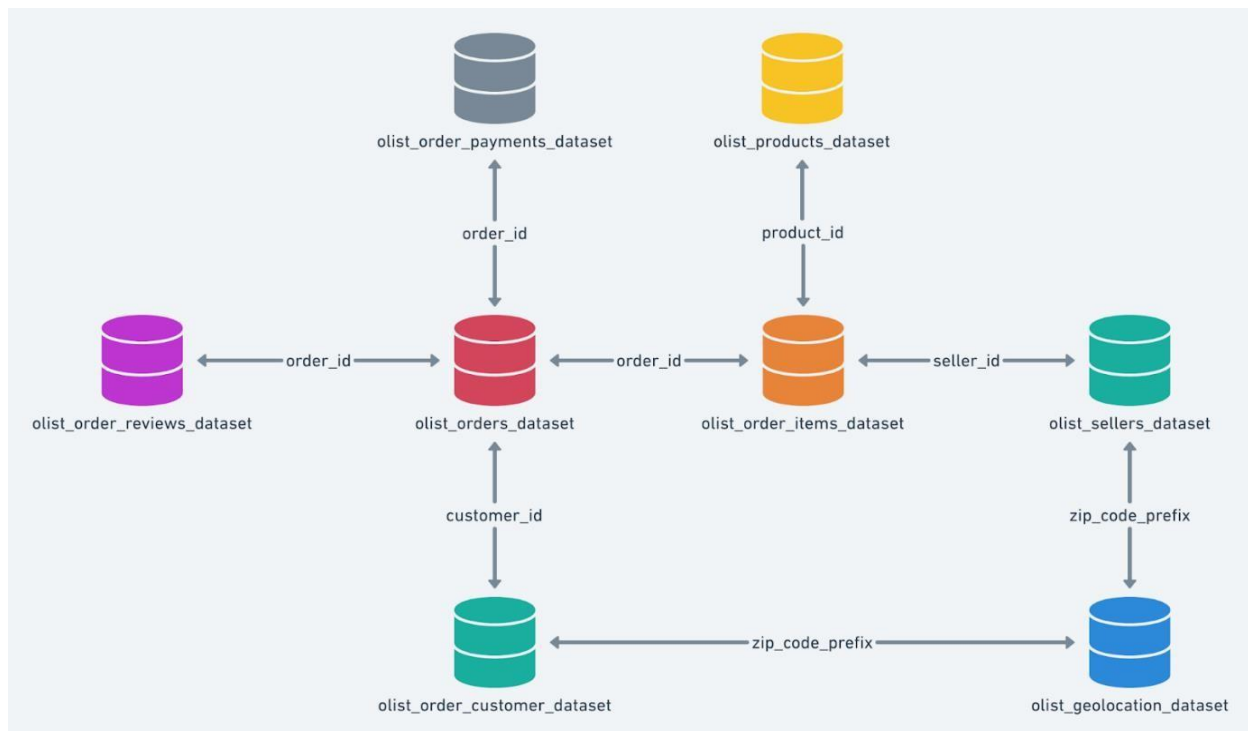 olist_order_payments_dataset
olist_products_dataset
order_id
product_id
order_id
order_id
seller_id
olist_order_reviews_dataset
olist_orders_dataset
olist_order_items_dataset
olist_sellers_dataset
customer_id
zip_code_prefix
zip_code_prefix
olist_order_customer_dataset
olist_geolocation_dataset